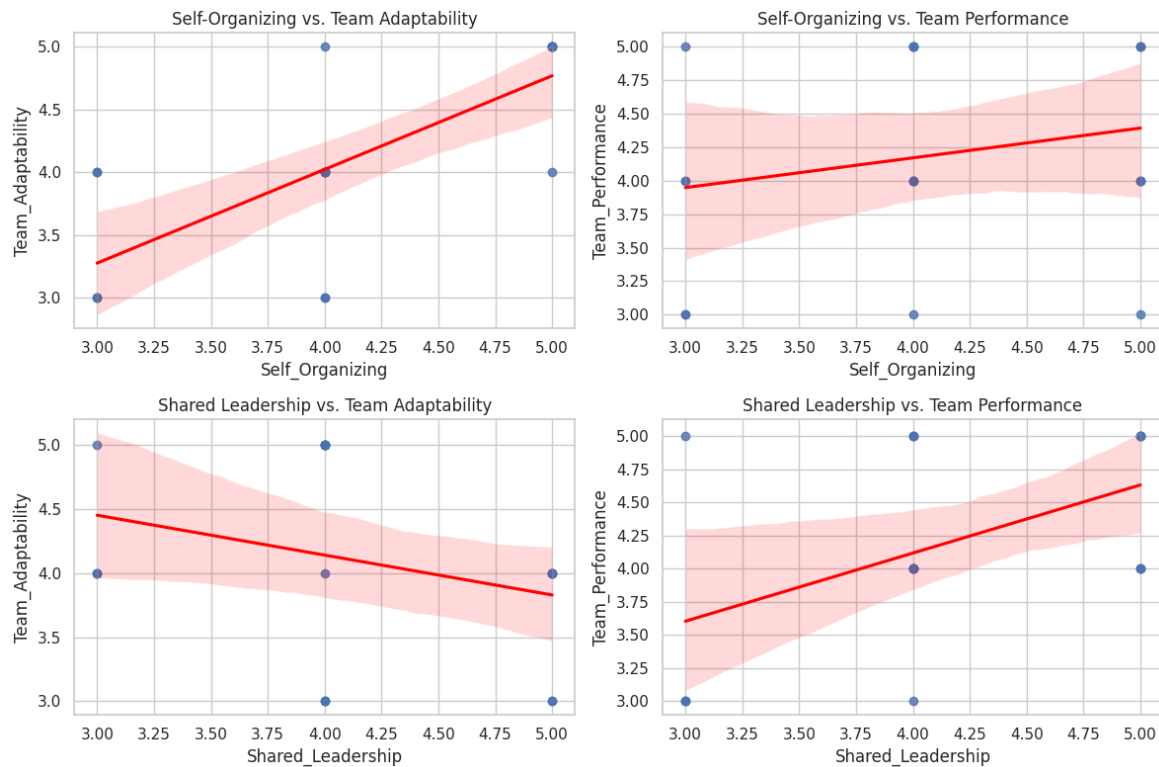 Self-Organizing vs. Team Adaptability
Team_Adaptability
5.0
4.5
4.0
3.5
3.0
3.00 3.25 3.50 3.75 4.00 4.25 4.50 4.75 5.00
Self_Organizing
Self-Organizing vs. Team Performance
Team_Performance
5.00
4.75
4.50
4.25
4.00
3.75
3.50
3.25
3.00
3.00 3.25 3.50 3.75 4.00 4.25 4.50 4.75 5.00
Self_Organizing
Shared Leadership vs. Team Adaptability
Team_Adaptability
5.0
4.5
4.0
3.5
3.0
3.00 3.25 3.50 3.75 4.00 4.25 4.50 4.75 5.00
Shared_Leadership
Shared Leadership vs. Team Performance
Team_Performance
5.00
4.75
4.50
4.25
4.00
3.75
3.50
3.25
3.00
3.00 3.25 3.50 3.75 4.00 4.25 4.50 4.75 5.00
Shared_Leadership